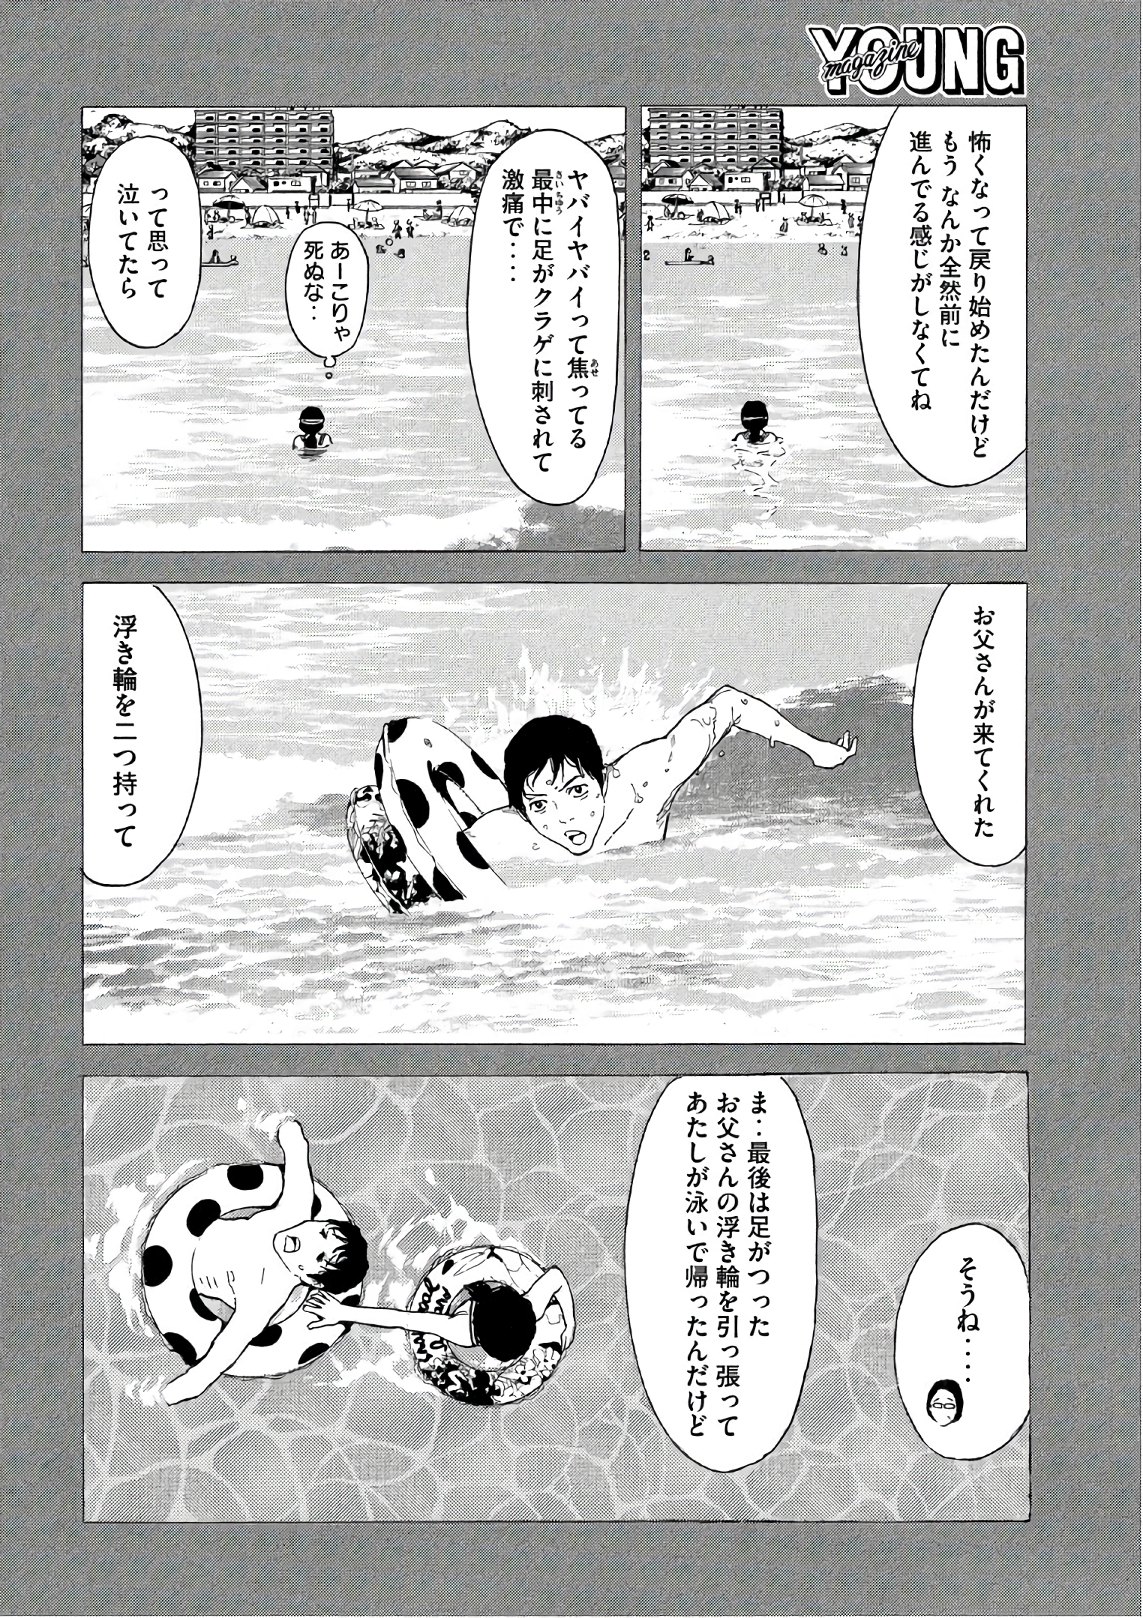 YOUNG
magazine
怖くなって戻り始めたんだけど
もう なんか全然前に
進んでる感じがしなくてね
ヤバイヤバイって焦ってる
最中に足がクラゲに刺されて
激痛で‥‥
あーこりゃ
死ぬな‥
って思って
泣いてたら
お父さんが来てくれた
浮き輪を二つ持って
そうね‥‥
ま‥最後は足がつった
お父さんの浮き輪を引っ張って
あたしが泳いで帰ったんだけど